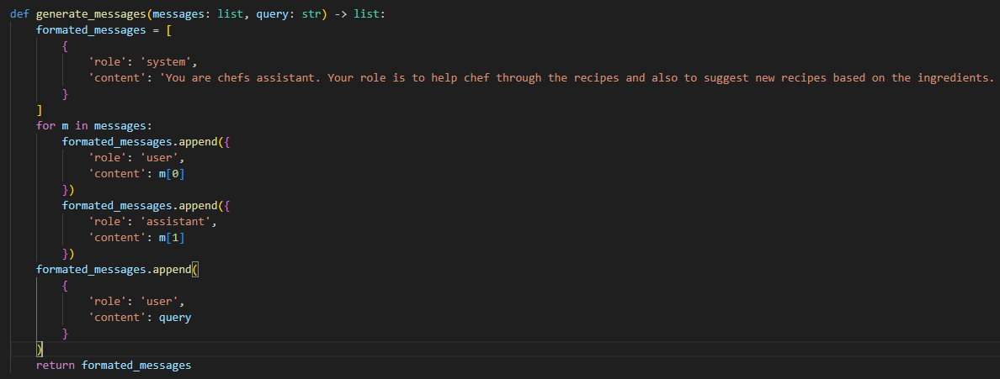 def generate_messages(messages: list, query: str) -> list:
    formated_messages = [
        {
            'role': 'system',
            'content': 'You are chefs assistant. Your role is to help chef through the recipes and also to suggest new recipes based on the ingredients.
        }
    ]
    for m in messages:
        formated_messages.append({
            'role': 'user',
            'content': m[0]
        })
        formated_messages.append({
            'role': 'assistant',
            'content': m[1]
        })
    formated_messages.append(
        {
            'role': 'user',
            'content': query
        }
    )
    return formated_messages